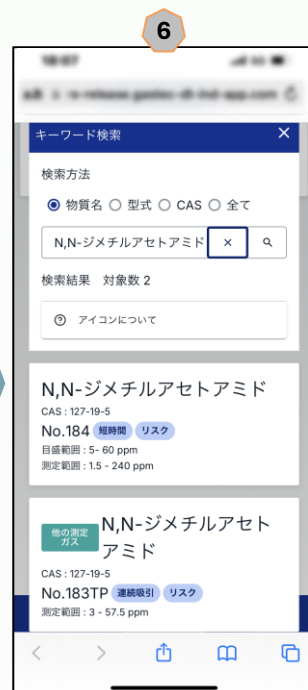 6
キーワード検索 ×
検索方法
物質名 型式 CAS 全て
N,N-ジメチルアセトアミド ×
検索結果 対象数 2
? アイコンについて
N,N-ジメチルアセトアミド
CAS : 127-19-5
No.184 短時間 リスク
目盛範囲 : 5- 60 ppm
測定範囲 : 1.5 - 240 ppm
他の測定
ガス
N,N-ジメチルアセト
アミド
CAS : 127-19-5
No.183TP 連続吸引 リスク
測定範囲 : 3 - 57.5 ppm